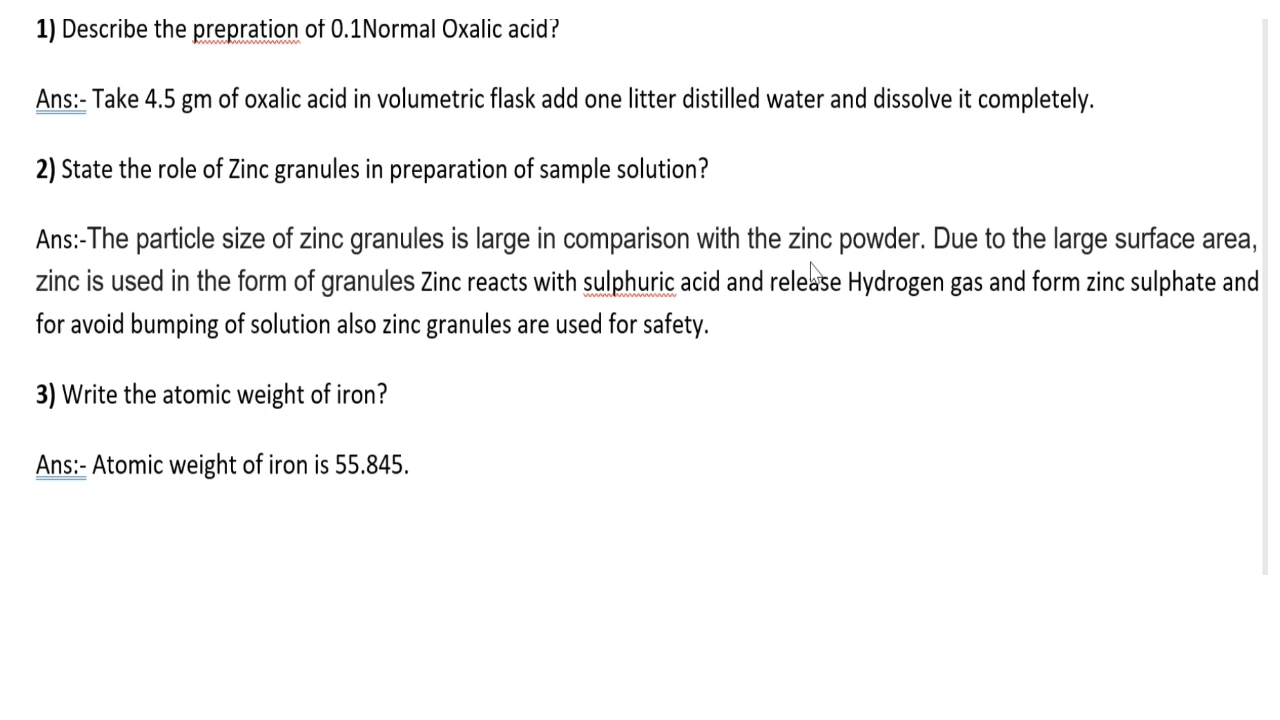 1) Describe the prepration of 0.1Normal Oxalic acid?
Ans:- Take 4.5 gm of oxalic acid in volumetric flask add one litter distilled water and dissolve it completely.
2) State the role of Zinc granules in preparation of sample solution?
Ans:-The particle size of zinc granules is large in comparison with the zinc powder. Due to the large surface area,
zinc is used in the form of granules Zinc reacts with sulphuric acid and release Hydrogen gas and form zinc sulphate and
for avoid bumping of solution also zinc granules are used for safety.
3) Write the atomic weight of iron?
Ans:- Atomic weight of iron is 55.845.